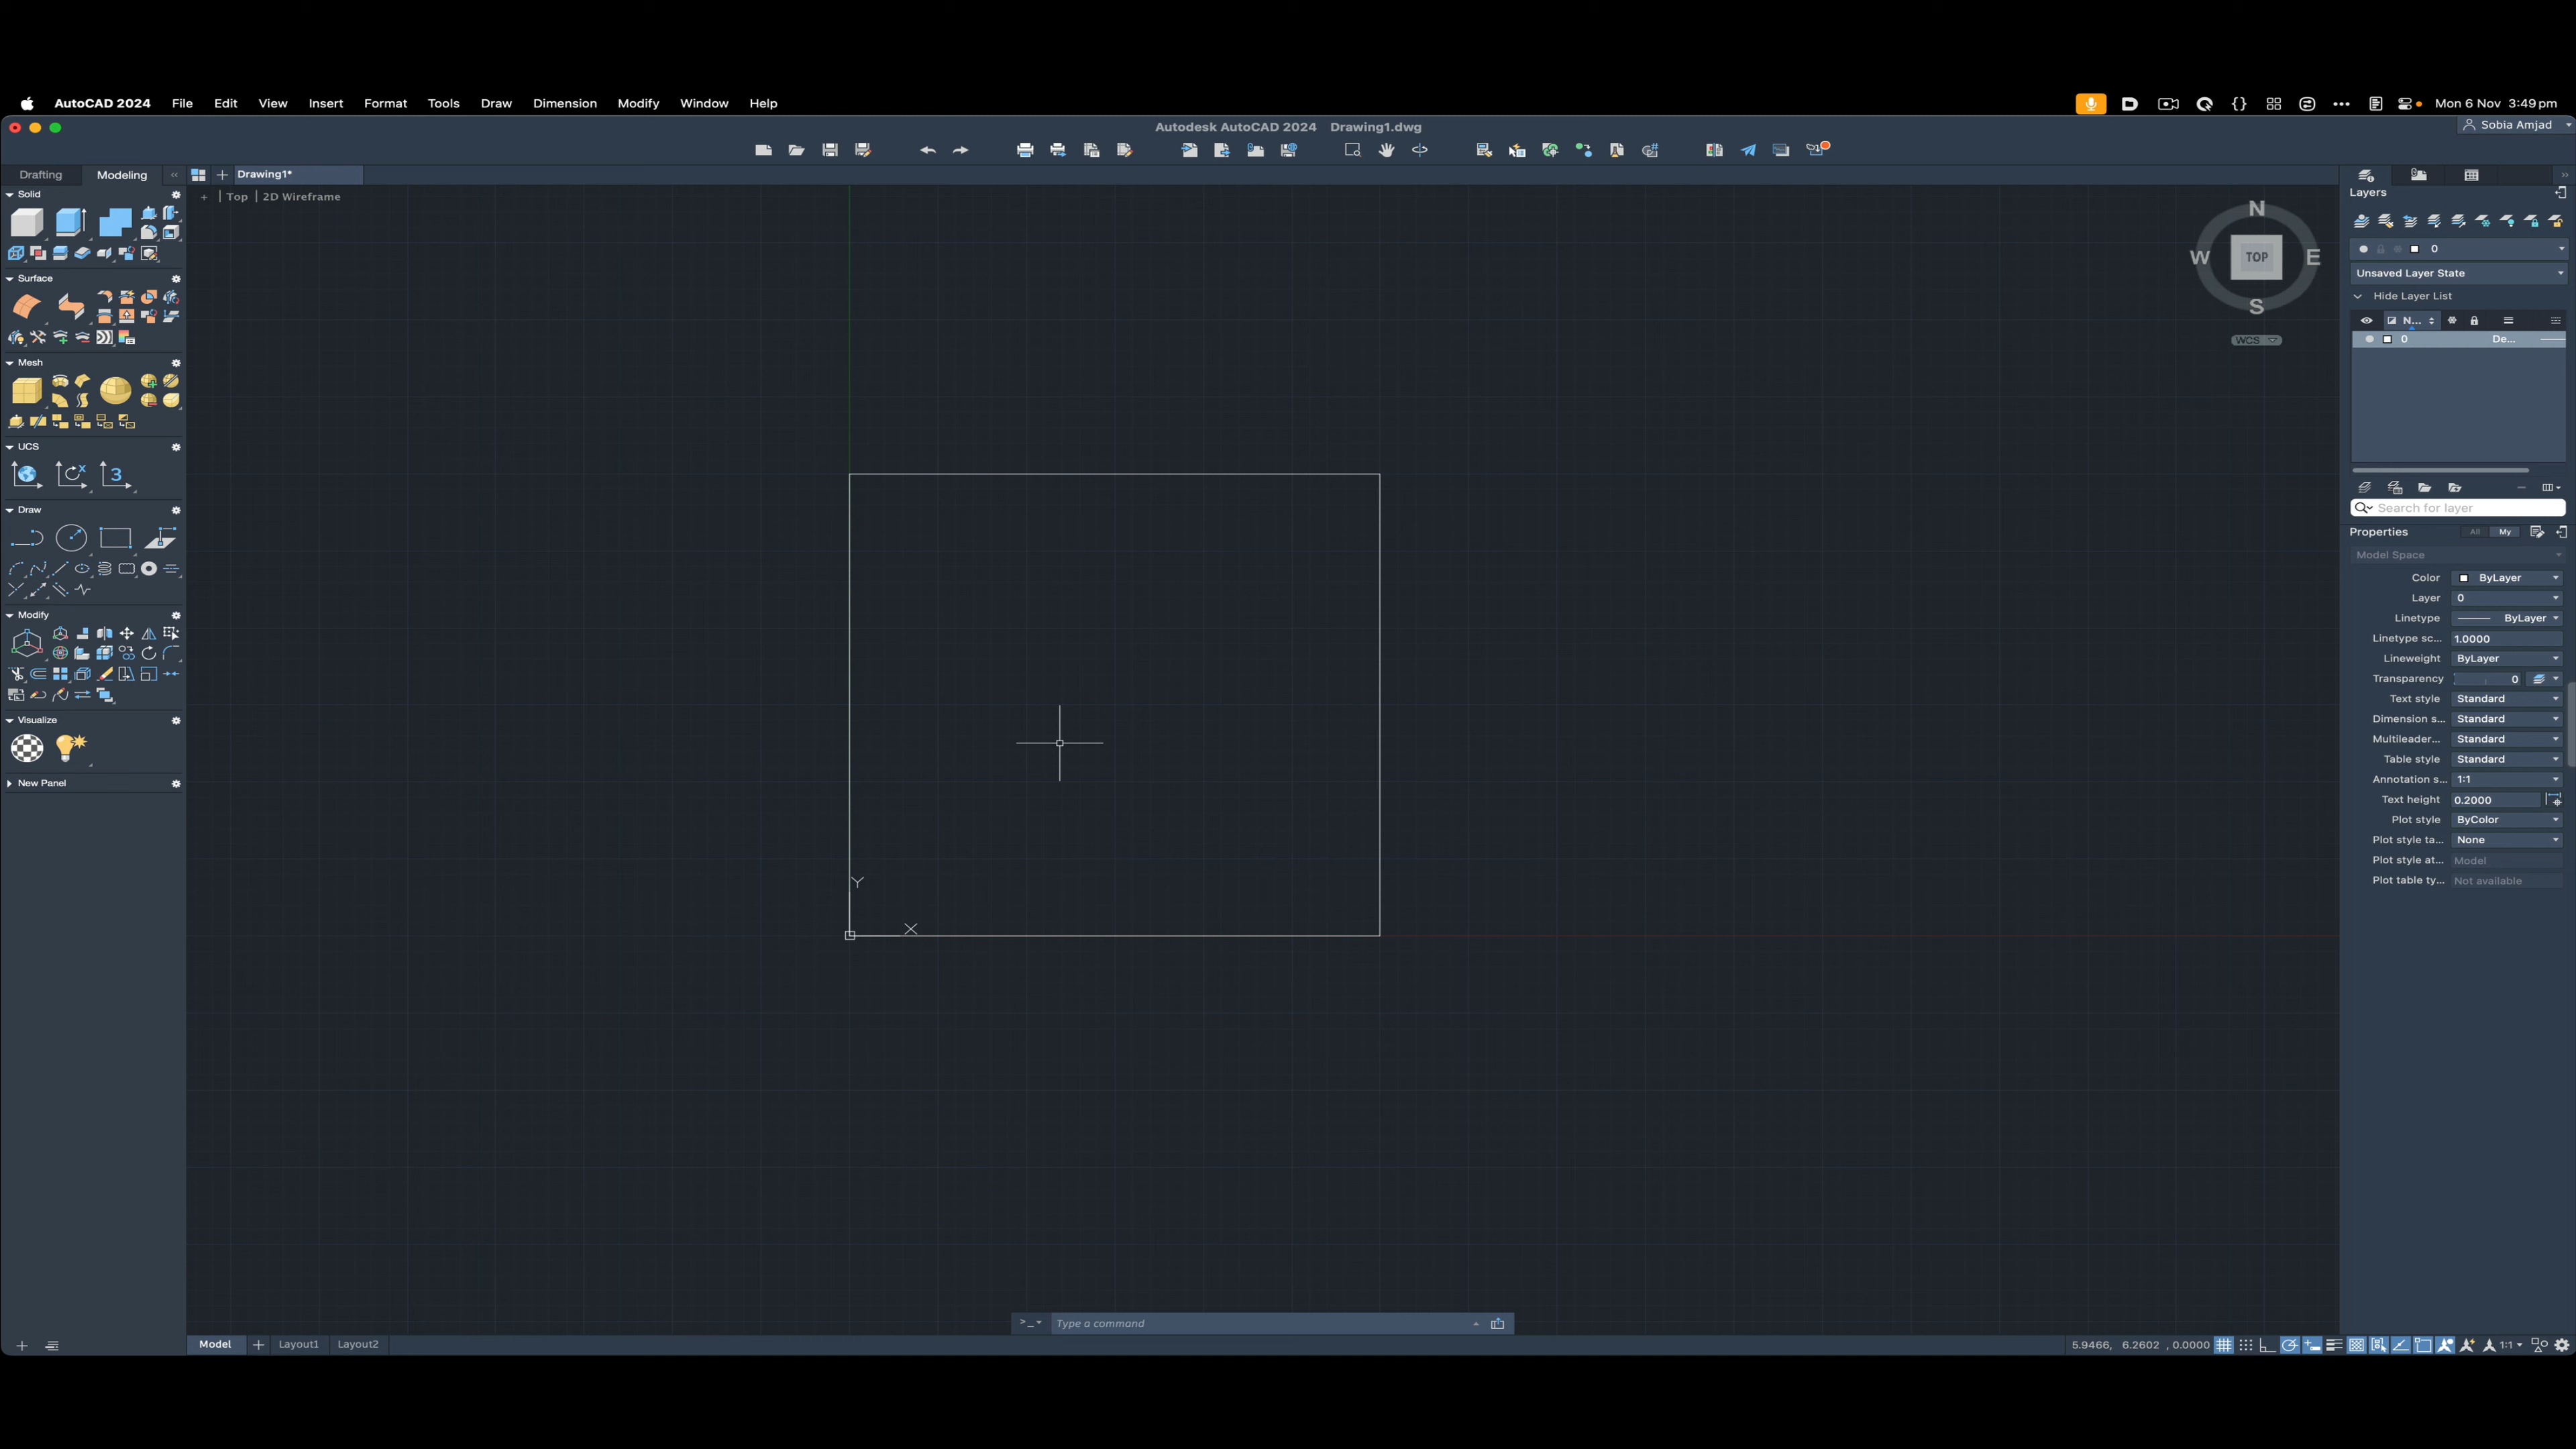 AutoCAD 2024 File Edit View Insert Format Tools Draw Dimension Modify Window Help Mon 6 Nov 3:49 pm
Autodesk AutoCAD 2024 Drawing1.dwg
Sobia Amjad
Drafting Modeling Drawing1*
Solid
+ | Top | 2D Wireframe
Surface
Mesh
UCS
X
3
Draw
Modify
Visualize
New Panel
Y
X
N
W TOP E
S
WCS
Layers
0
Unsaved Layer State
Hide Layer List
N...
0 De...
Search for layer
Properties All My
Model Space
Color ByLayer
Layer 0
Linetype ByLayer
Linetype sc... 1.0000
Lineweight ByLayer
Transparency 0
Text style Standard
Dimension s... Standard
Multileader... Standard
Table style Standard
Annotation s... 1:1
Text height 0.2000
Plot style ByColor
Plot style ta... None
Plot style at... Model
Plot table ty... Not available
>_ Type a command
Model Layout1 Layout2
5.9466, 6.2602 , 0.0000 1:1